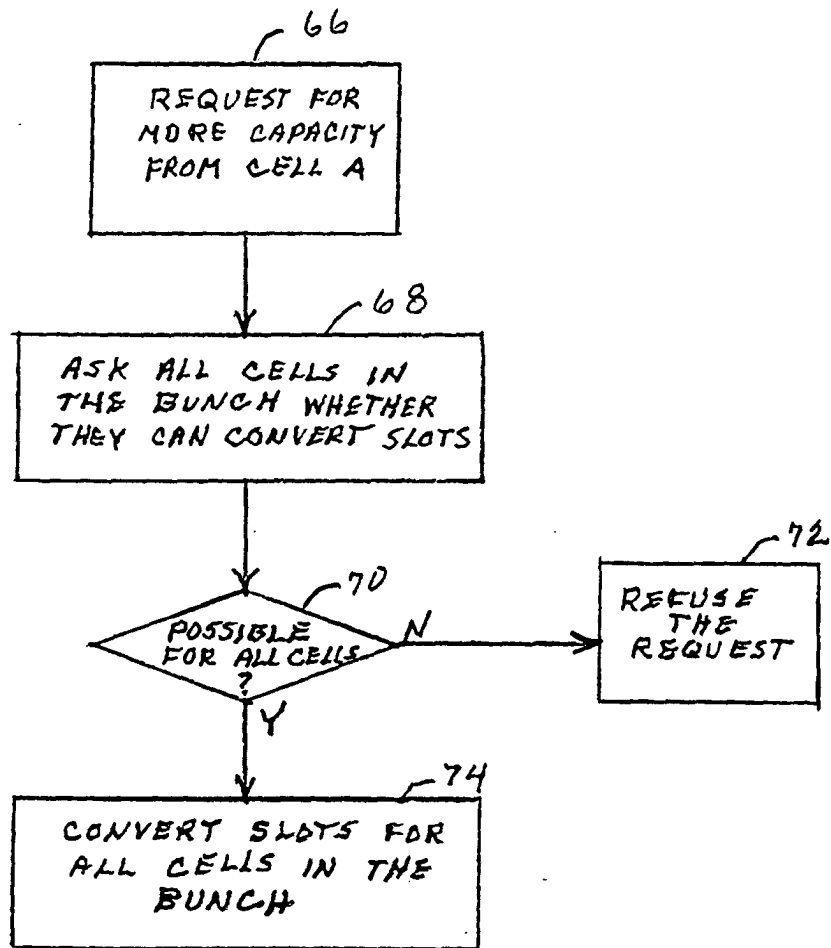 66
REQUEST FOR
MORE CAPACITY
FROM CELL A
68
ASK ALL CELLS IN
THE BUNCH WHETHER
THEY CAN CONVERT SLOTS
70
POSSIBLE
FOR ALL CELLS
?
N
72
REFUSE
THE
REQUEST
Y
74
CONVERT SLOTS FOR
ALL CELLS IN THE
BUNCH